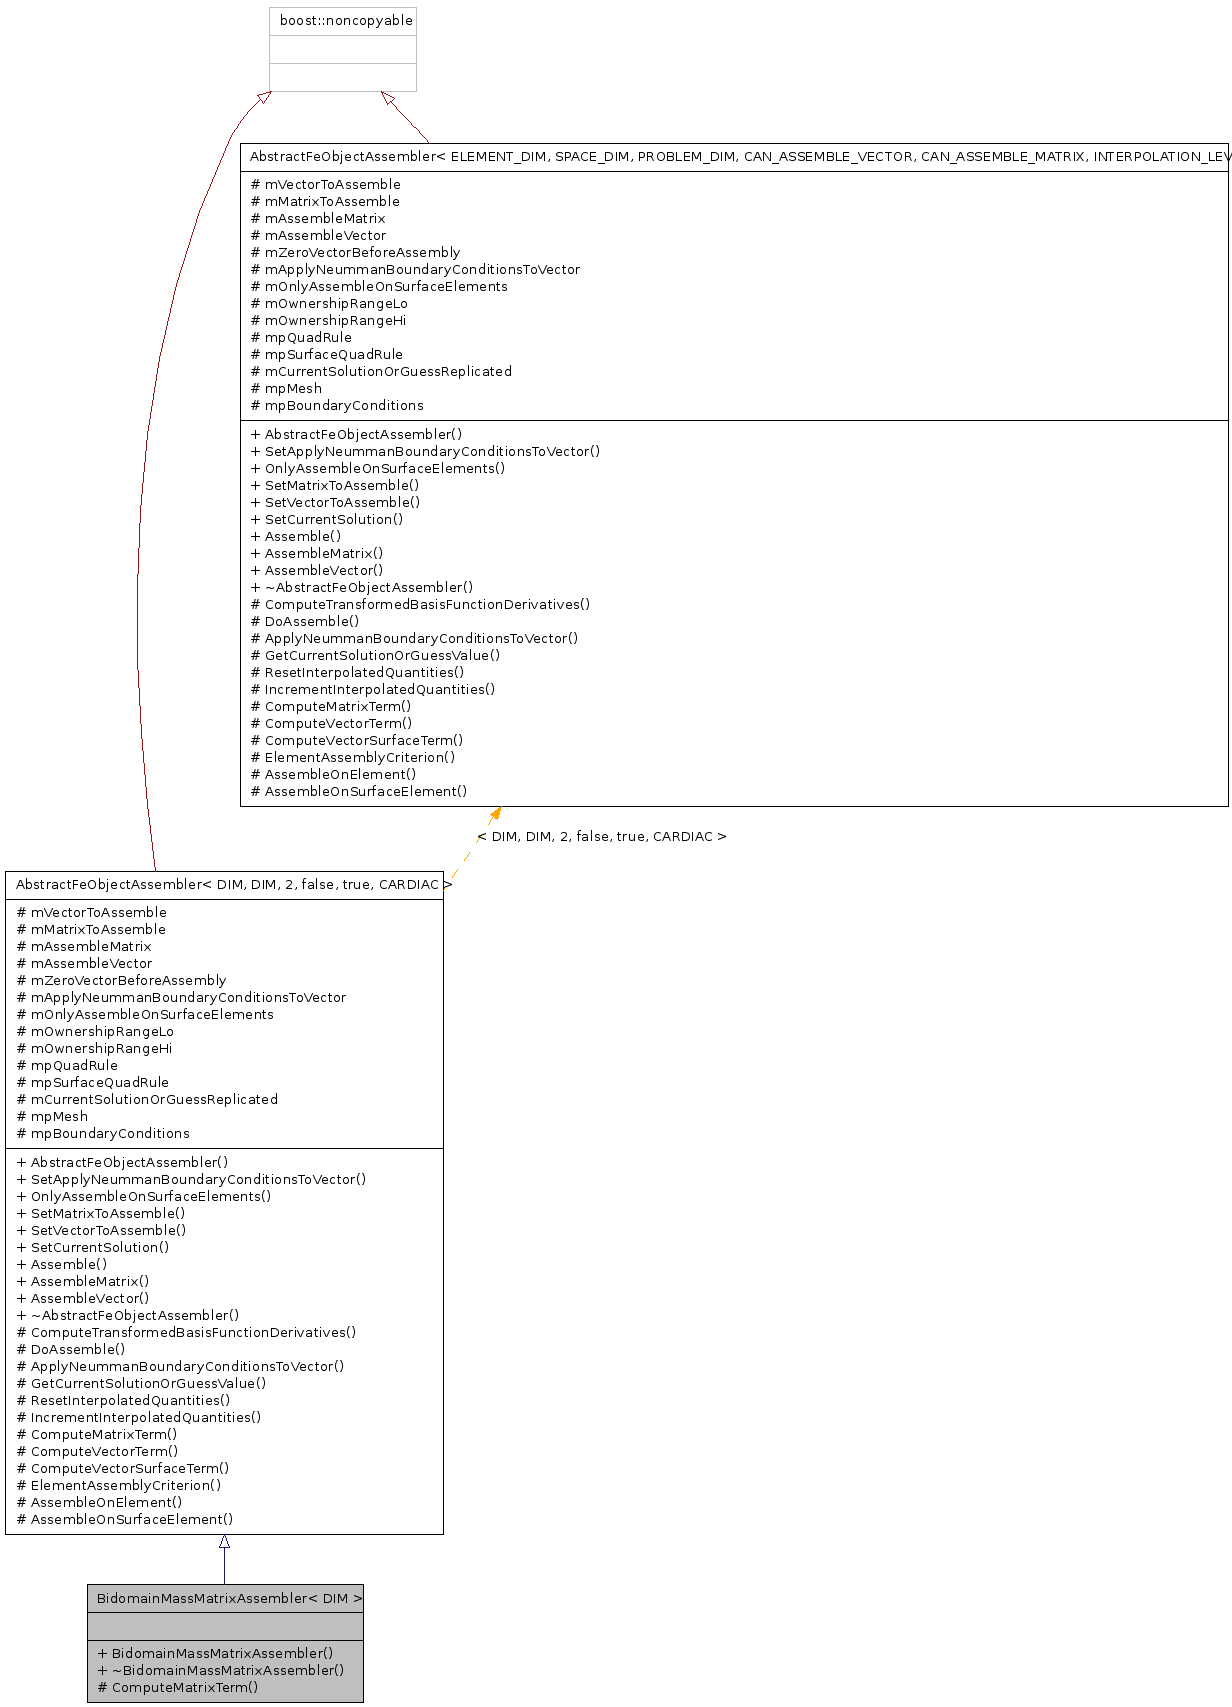 boost::noncopyable
AbstractFeObjectAssembler< ELEMENT_DIM, SPACE_DIM, PROBLEM_DIM, CAN_ASSEMBLE_VECTOR, CAN_ASSEMBLE_MATRIX, INTERPOLATION_LEV
# mVectorToAssemble
# mMatrixToAssemble
# mAssembleMatrix
# mAssembleVector
# mZeroVectorBeforeAssembly
# mApplyNeummanBoundaryConditionsToVector
# mOnlyAssembleOnSurfaceElements
# mOwnershipRangeLo
# mOwnershipRangeHi
# mpQuadRule
# mpSurfaceQuadRule
# mCurrentSolutionOrGuessReplicated
# mpMesh
# mpBoundaryConditions
+ AbstractFeObjectAssembler()
+ SetApplyNeummanBoundaryConditionsToVector()
+ OnlyAssembleOnSurfaceElements()
+ SetMatrixToAssemble()
+ SetVectorToAssemble()
+ SetCurrentSolution()
+ Assemble()
+ AssembleMatrix()
+ AssembleVector()
+ ~AbstractFeObjectAssembler()
# ComputeTransformedBasisFunctionDerivatives()
# DoAssemble()
# ApplyNeummanBoundaryConditionsToVector()
# GetCurrentSolutionOrGuessValue()
# ResetInterpolatedQuantities()
# IncrementInterpolatedQuantities()
# ComputeMatrixTerm()
# ComputeVectorTerm()
# ComputeVectorSurfaceTerm()
# ElementAssemblyCriterion()
# AssembleOnElement()
# AssembleOnSurfaceElement()
< DIM, DIM, 2, false, true, CARDIAC >
AbstractFeObjectAssembler< DIM, DIM, 2, false, true, CARDIAC >
# mVectorToAssemble
# mMatrixToAssemble
# mAssembleMatrix
# mAssembleVector
# mZeroVectorBeforeAssembly
# mApplyNeummanBoundaryConditionsToVector
# mOnlyAssembleOnSurfaceElements
# mOwnershipRangeLo
# mOwnershipRangeHi
# mpQuadRule
# mpSurfaceQuadRule
# mCurrentSolutionOrGuessReplicated
# mpMesh
# mpBoundaryConditions
+ AbstractFeObjectAssembler()
+ SetApplyNeummanBoundaryConditionsToVector()
+ OnlyAssembleOnSurfaceElements()
+ SetMatrixToAssemble()
+ SetVectorToAssemble()
+ SetCurrentSolution()
+ Assemble()
+ AssembleMatrix()
+ AssembleVector()
+ ~AbstractFeObjectAssembler()
# ComputeTransformedBasisFunctionDerivatives()
# DoAssemble()
# ApplyNeummanBoundaryConditionsToVector()
# GetCurrentSolutionOrGuessValue()
# ResetInterpolatedQuantities()
# IncrementInterpolatedQuantities()
# ComputeMatrixTerm()
# ComputeVectorTerm()
# ComputeVectorSurfaceTerm()
# ElementAssemblyCriterion()
# AssembleOnElement()
# AssembleOnSurfaceElement()
BidomainMassMatrixAssembler< DIM >
+ BidomainMassMatrixAssembler()
+ ~BidomainMassMatrixAssembler()
# ComputeMatrixTerm()